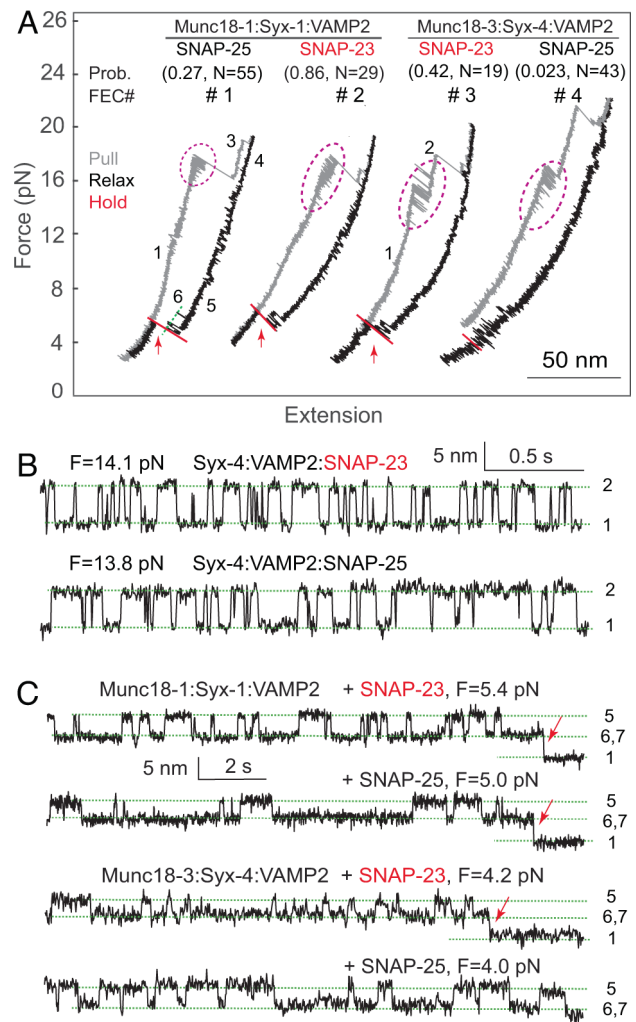 A
26
Munc18-1:Syx-1:VAMP2 Munc18-3:Syx-4:VAMP2
SNAP-25 SNAP-23 SNAP-23 SNAP-25
Prob. (0.27, N=55) (0.86, N=29) (0.42, N=19) (0.023, N=43)
FEC# # 1 # 2 # 3 # 4
24
20
16
12
8
4
0
Force (pN)
Pull
Relax
Hold
3
4
1
6
5
2
1
50 nm
Extension
B
F=14.1 pN Syx-4:VAMP2:SNAP-23
5 nm 0.5 s
2
1
F=13.8 pN Syx-4:VAMP2:SNAP-25
2
1
C
Munc18-1:Syx-1:VAMP2 + SNAP-23, F=5.4 pN
5
6,7
1
5 nm 2 s
+ SNAP-25, F=5.0 pN
5
6,7
1
Munc18-3:Syx-4:VAMP2 + SNAP-23, F=4.2 pN
5
6,7
1
+ SNAP-25, F=4.0 pN
5
6,7